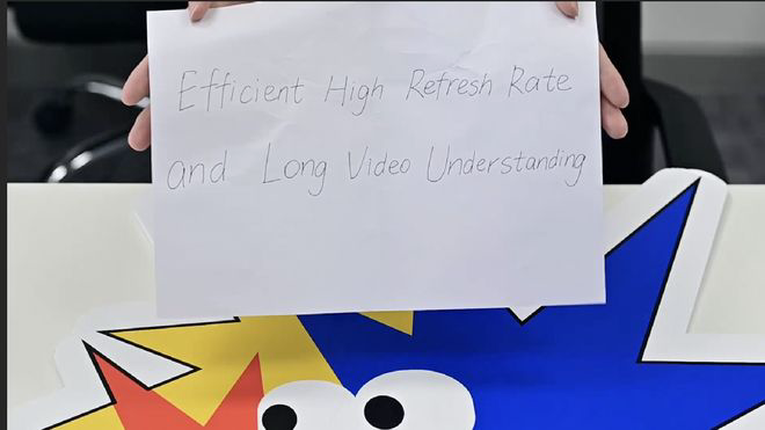 Efficient High Refresh Rate
and Long Video Understanding